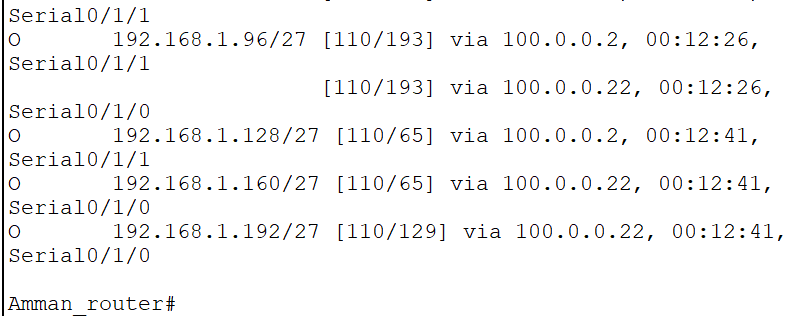 Serial0/1/1
O 192.168.1.96/27 [110/193] via 100.0.0.2, 00:12:26,
Serial0/1/1
[110/193] via 100.0.0.22, 00:12:26,
Serial0/1/0
O 192.168.1.128/27 [110/65] via 100.0.0.2, 00:12:41,
Serial0/1/1
O 192.168.1.160/27 [110/65] via 100.0.0.22, 00:12:41,
Serial0/1/0
O 192.168.1.192/27 [110/129] via 100.0.0.22, 00:12:41,
Serial0/1/0
Amman_router#